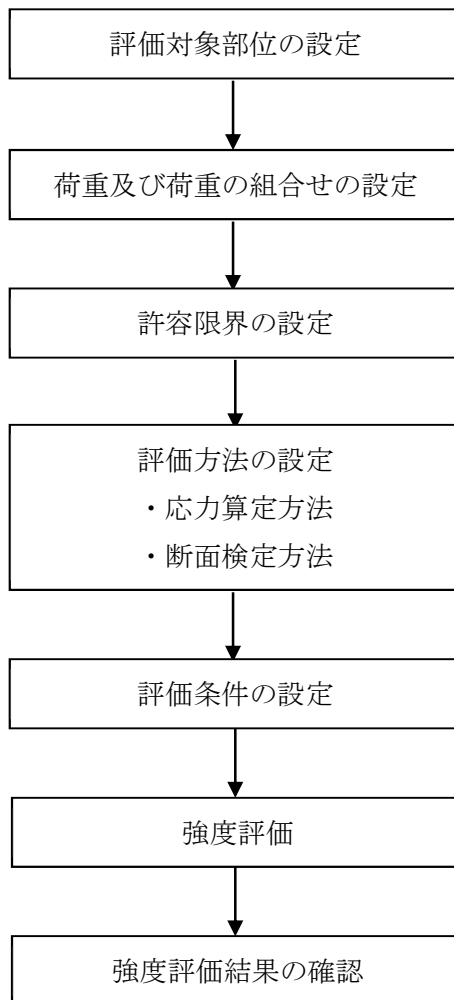 評価対象部位の設定
荷重及び荷重の組合せの設定
許容限界の設定
評価方法の設定
・応力算定方法
・断面検定方法
評価条件の設定
強度評価
強度評価結果の確認